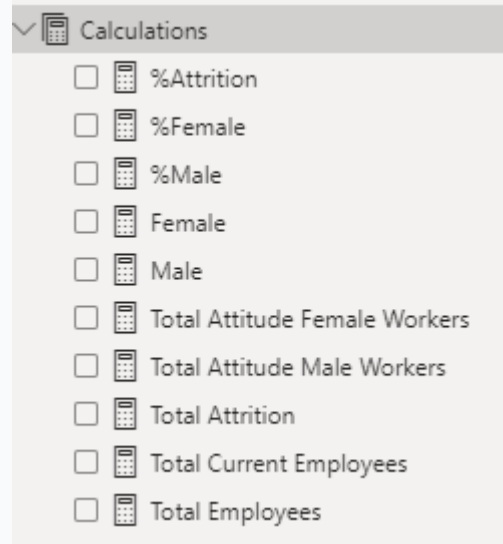 Calculations
%Attrition
%Female
%Male
Female
Male
Total Attitude Female Workers
Total Attitude Male Workers
Total Attrition
Total Current Employees
Total Employees